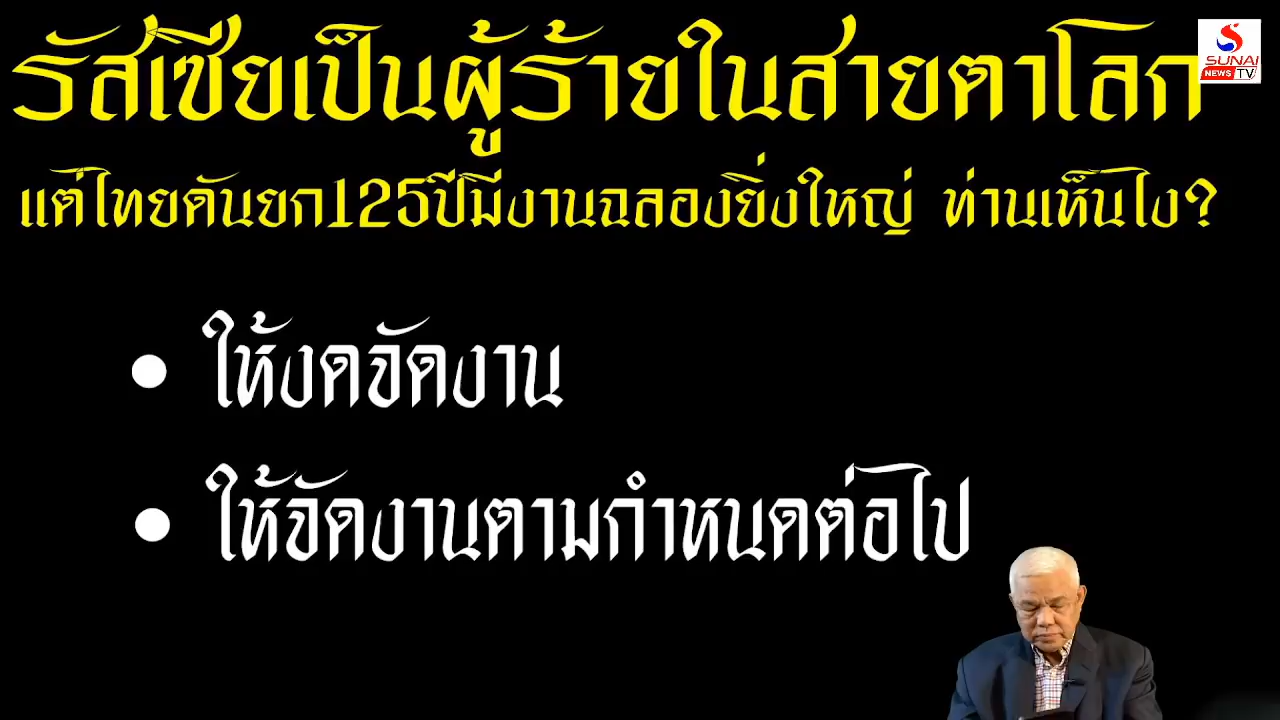 รัสเซียเป็นผู้ร้ายในสายตาโลก
SUNAI
NEWS TV
แต่ไทยดันยก125ปีมีงานฉลองยิ่งใหญ่ ท่านเห็นไง?
• ให้งดจัดงาน
• ให้จัดงานตามกำหนดต่อไป